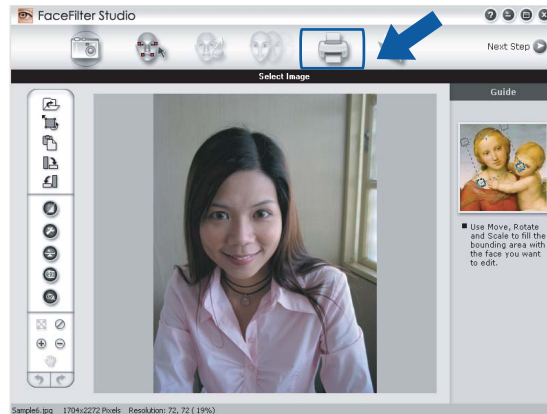 FaceFilter Studio
Next Step
Select Image
Guide
Use Move, Rotate
and Scale to fill the
bounding area with
the face you want
to edit.
Sample6.jpg 1704x2272 Pixels Resolution: 72, 72 ( 19%)